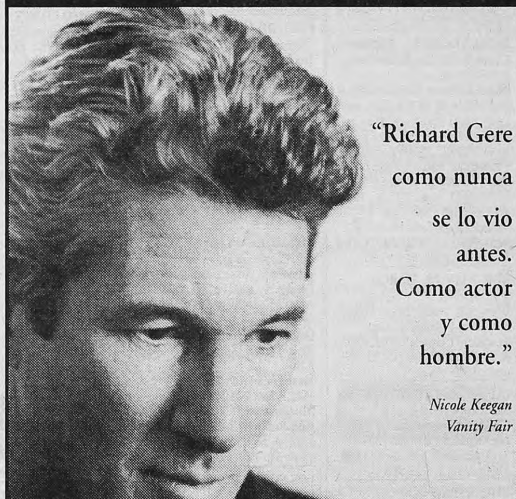 “Richard Gere
como nunca
se lo vio
antes.
Como actor
y como
hombre.”
Nicole Keegan
Vanity Fair